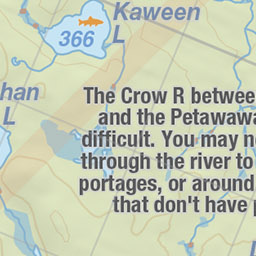 Kaween
L
366
han
L
The Crow R betwee
and the Petawawa
difficult. You may n
through the river to
portages, or around
that don't have p